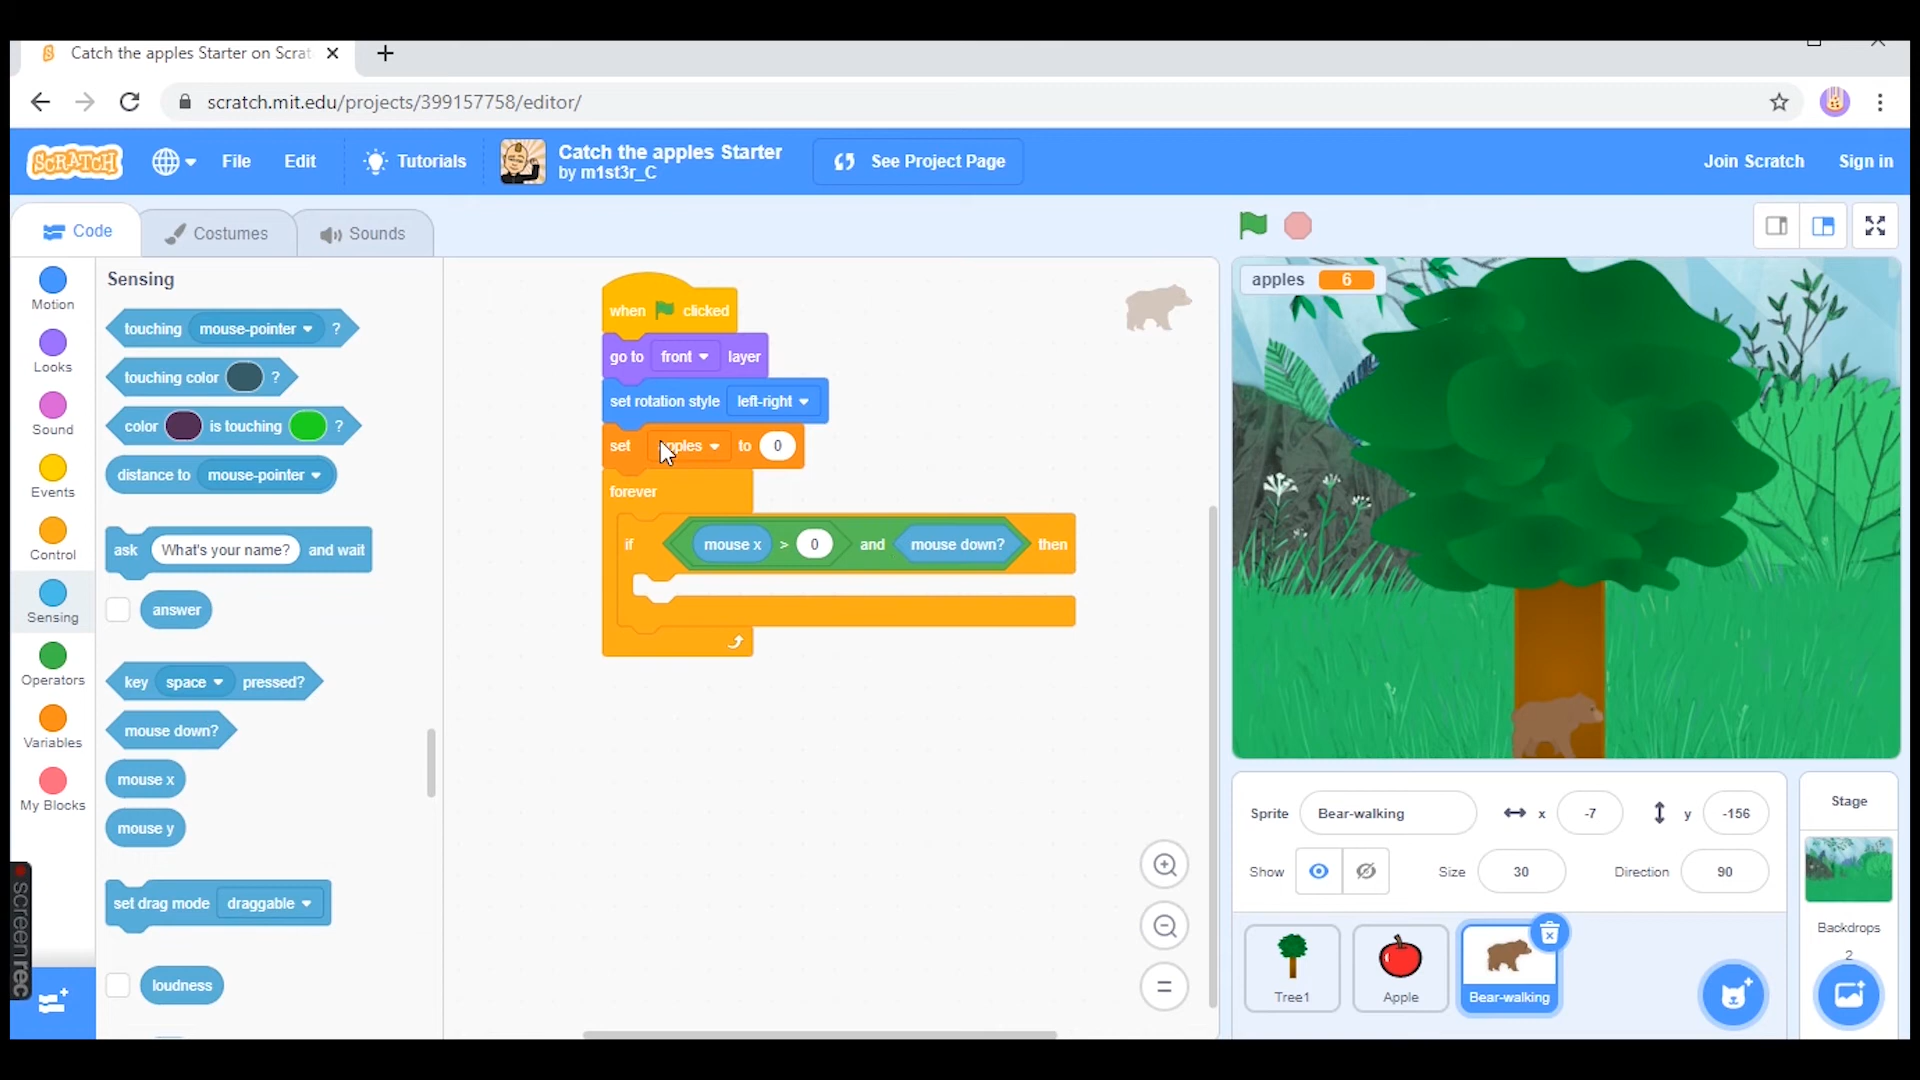 Catch the apples Starter on Scrat
scratch.mit.edu/projects/399157758/editor/
SCRATCH
File
Edit
Tutorials
Catch the apples Starter
by m1st3r_C
See Project Page
Join Scratch
Sign in
Code
Costumes
Sounds
Motion
Looks
Sound
Events
Control
Sensing
Operators
Variables
My Blocks
Sensing
touching mouse-pointer ?
touching color ?
color is touching ?
distance to mouse-pointer
ask What's your name? and wait
answer
key space pressed?
mouse down?
mouse x
mouse y
set drag mode draggable
loudness
when clicked
go to front layer
set rotation style left-right
set apples to 0
forever
if mouse x > 0 and mouse down? then
apples 6
Sprite Bear-walking x -7 y -156
Show Size 30 Direction 90
Tree1
Apple
Bear-walking
Stage
Backdrops
2
screenrec